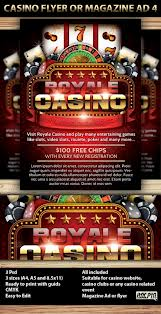 CASINO FLYER OR MAGAZINE AD 4
ROYALE
CASINO
Visit Royale Casino and play many entertaining games
like slots, video slots, roulette, poker and many more...
$100 FREE CHIPS
WITH EVERY NEW REGISTRATION
ROYALE
CASINO
3 Psd
3 sizes (A4, A5 and 8.5x11)
Ready to print with guides
CMYK
Easy to Edit
All included
Suitable for casino website,
casino clubs or any casino related
event
Magazine Ad or flyer